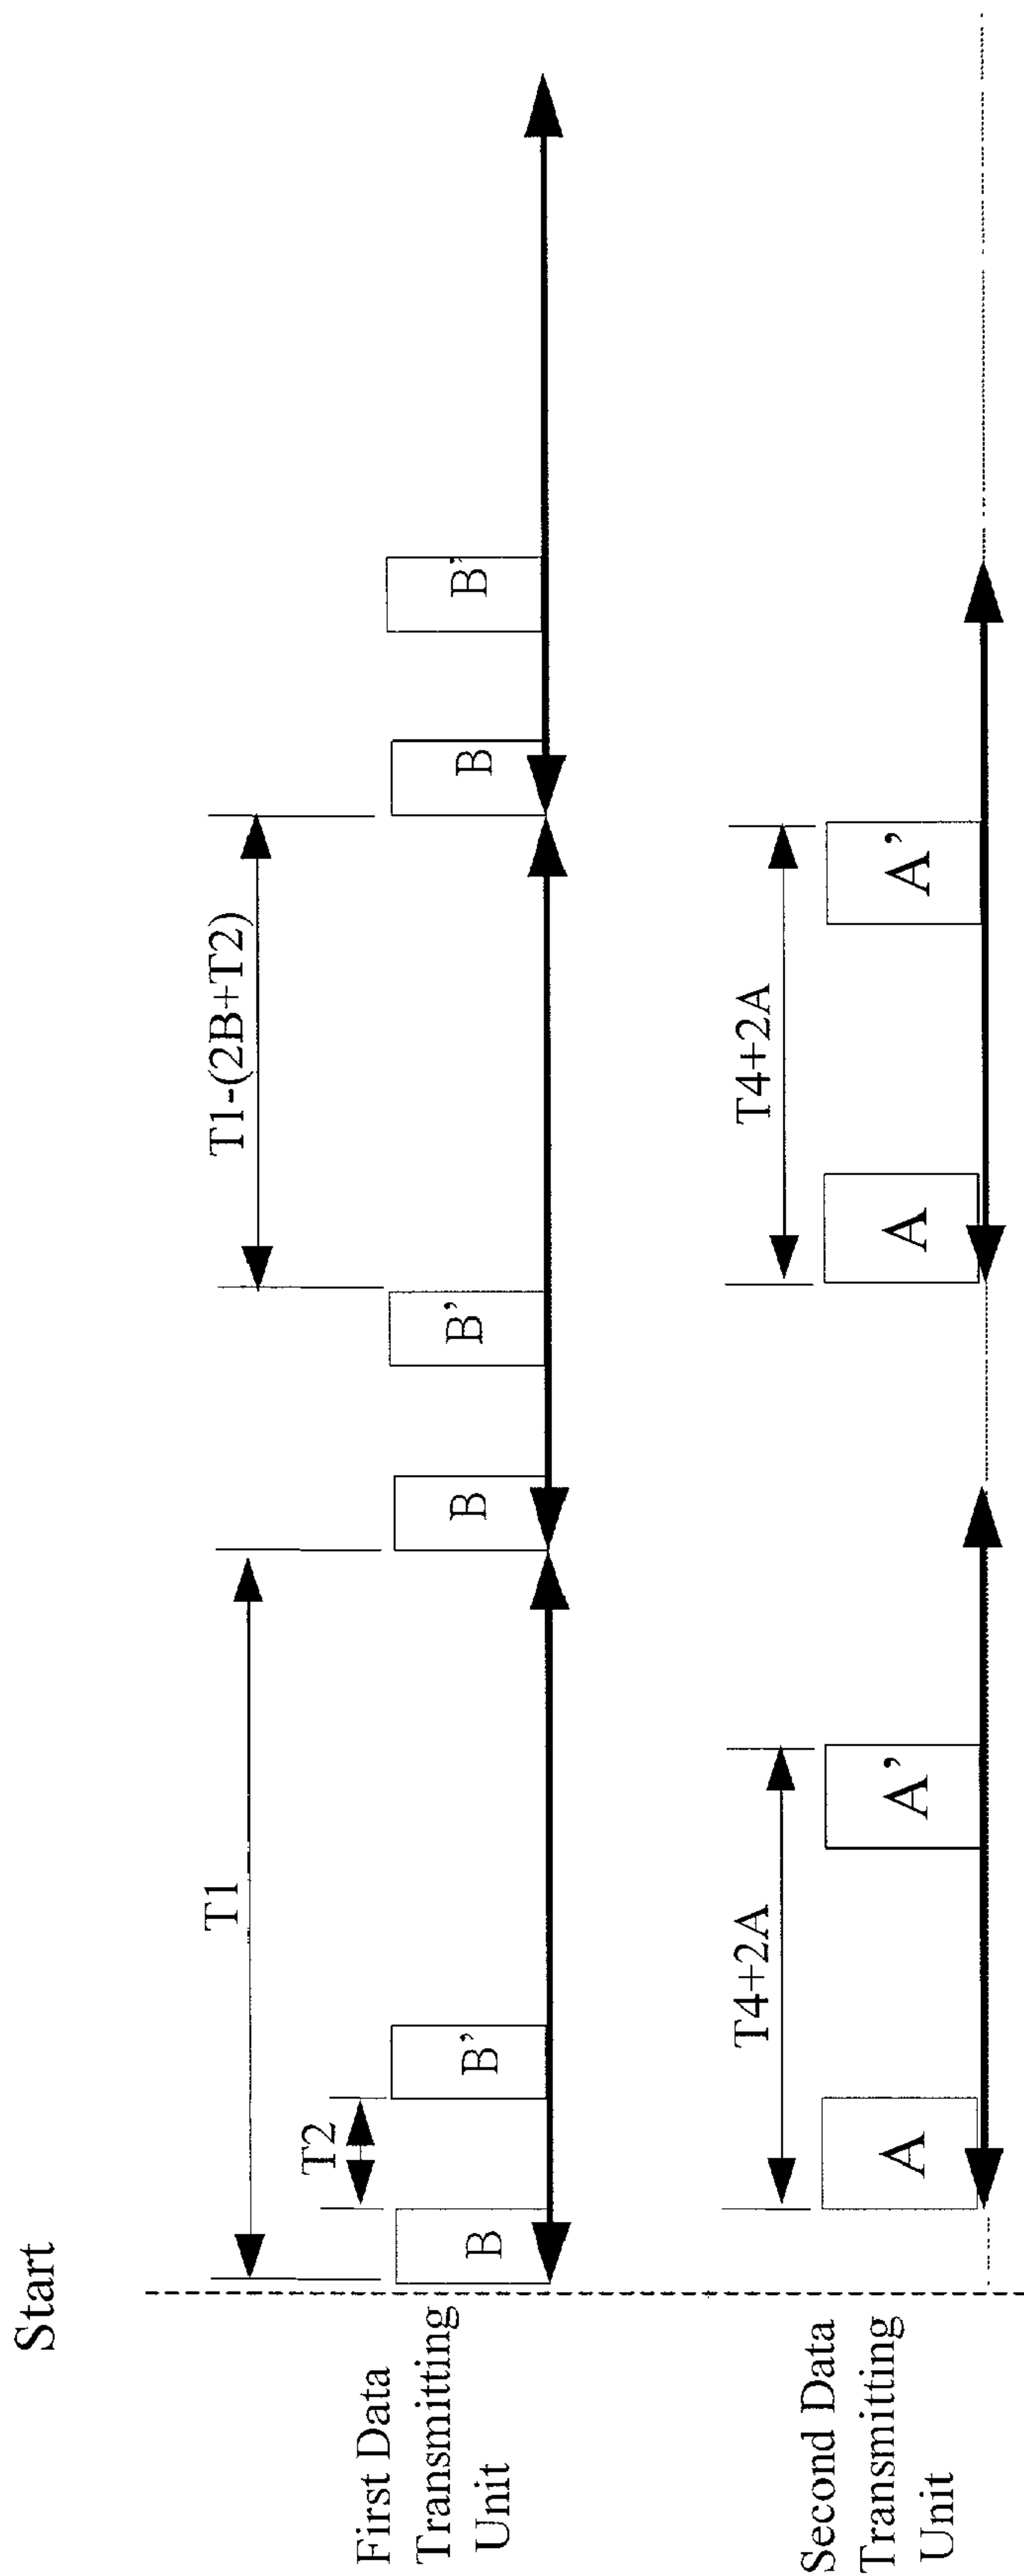 Start
First Data
Transmitting
Unit
T1
T2
T1-(2B+T2)
B
B'
B
B'
B
B'
Second Data
Transmitting
Unit
T4+2A
T4+2A
A
A'
A
A'